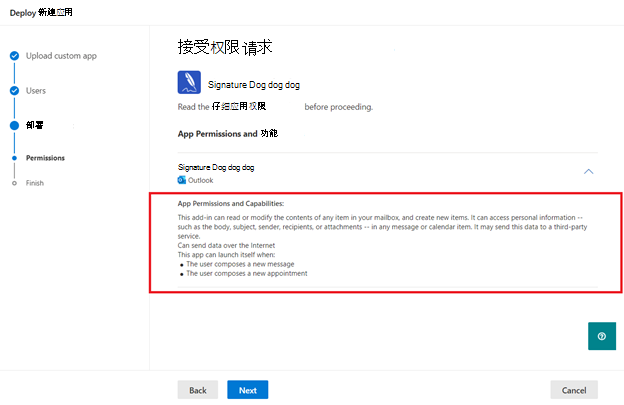 Deploy 新建应用
Upload custom app
Users
部署
Permissions
Finish
接受权限请求
Signature Dog dog dog
Read the 仔细应用权限 before proceeding.
App Permissions and 功能
Signature Dog dog dog
Outlook
App Permissions and Capabilities:
This add-in can read or modify the contents of any item in your mailbox, and create new items. It can access personal information --
such as the body, subject, sender, recipients, or attachments -- in any message or calendar item. It may send this data to a third-party
service.
Can send data over the Internet
This app can launch itself when:
• The user composes a new message
• The user composes a new appointment
Back
Next
Cancel